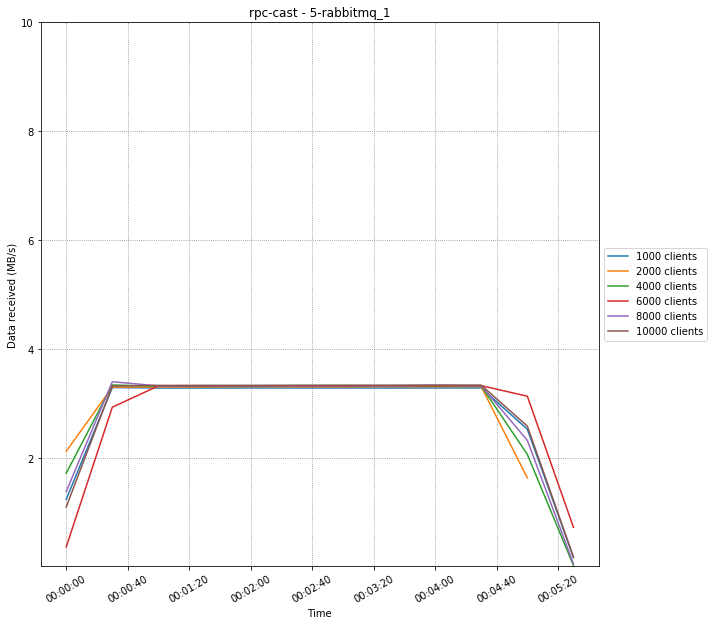 rpc-cast - 5-rabbitmq_1
10
8
6
4
2
Data received (MB/s)
00:00:00
00:00:40
00:01:20
00:02:00
00:02:40
00:03:20
00:04:00
00:04:40
00:05:20
Time
1000 clients
2000 clients
4000 clients
6000 clients
8000 clients
10000 clients